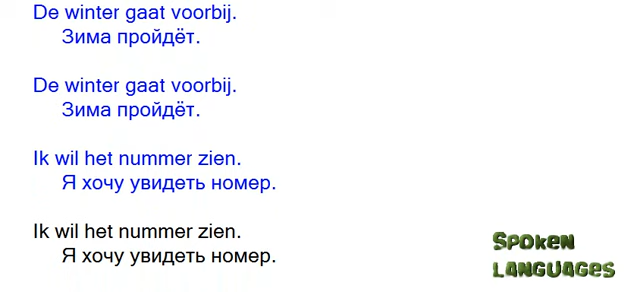 De winter gaat voorbij.
Зима пройдёт.
De winter gaat voorbij.
Зима пройдёт.
Ik wil het nummer zien.
Я хочу увидеть номер.
Ik wil het nummer zien.
Я хочу увидеть номер.
SPOKEN
LANGUAGES